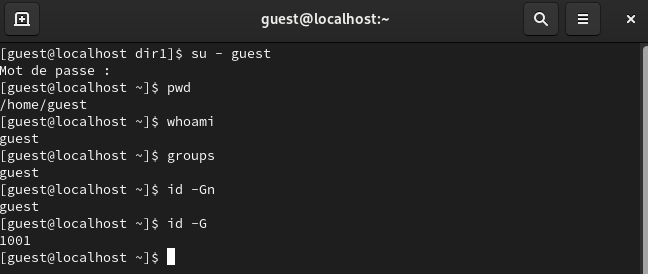 guest@localhost:~
[guest@localhost dir1]$ su - guest
Mot de passe :
[guest@localhost ~]$ pwd
/home/guest
[guest@localhost ~]$ whoami
guest
[guest@localhost ~]$ groups
guest
[guest@localhost ~]$ id -Gn
guest
[guest@localhost ~]$ id -G
1001
[guest@localhost ~]$